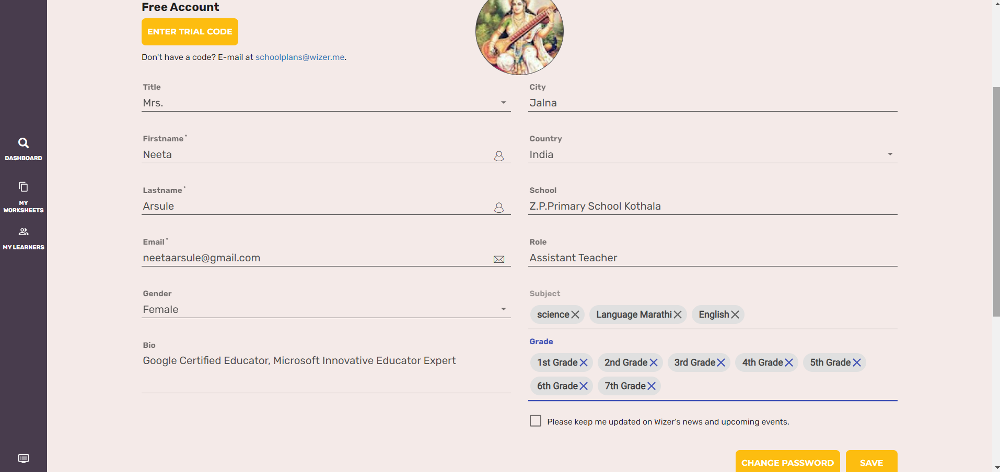 Free Account
ENTER TRIAL CODE
Don't have a code? E-mail at schoolplans@wizer.me.
DASHBOARD
MY
WORKSHEETS
MY LEARNERS
Title
Mrs.
Firstname*
Neeta
Lastname*
Arsule
Email*
neetaarsule@gmail.com
Gender
Female
Bio
Google Certified Educator, Microsoft Innovative Educator Expert
City
Jalna
Country
India
School
Z.P.Primary School Kothala
Role
Assistant Teacher
Subject
science Language Marathi English
Grade
1st Grade 2nd Grade 3rd Grade 4th Grade 5th Grade
6th Grade 7th Grade
Please keep me updated on Wizer's news and upcoming events.
CHANGE PASSWORD SAVE